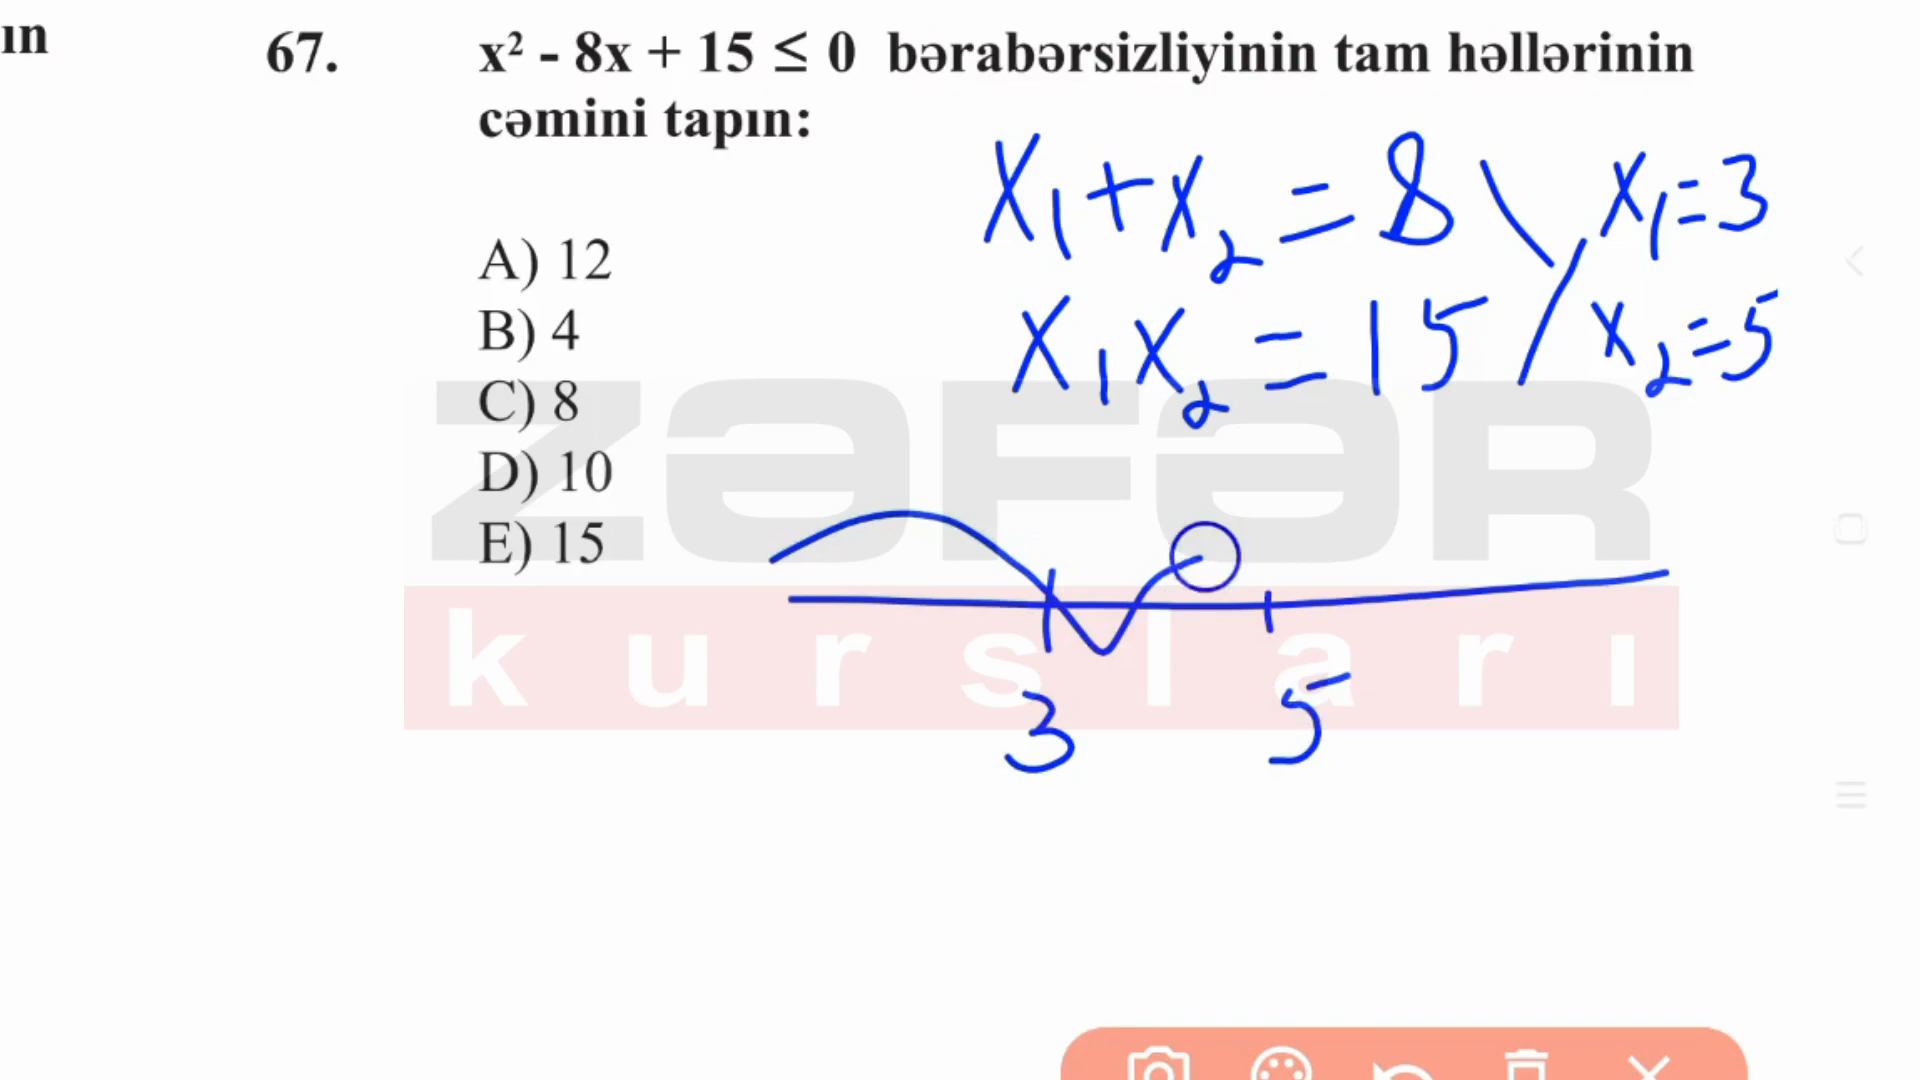 ın
67. x² - 8x + 15 ≤ 0 bərabərsizliyinin tam həllərinin
cəmini tapın:
x₁+x₂=8 x₁=3
x₁x₂=15 x₂=5
A) 12
B) 4
C) 8
D) 10
E) 15
ZƏFƏR
kursları
3 5